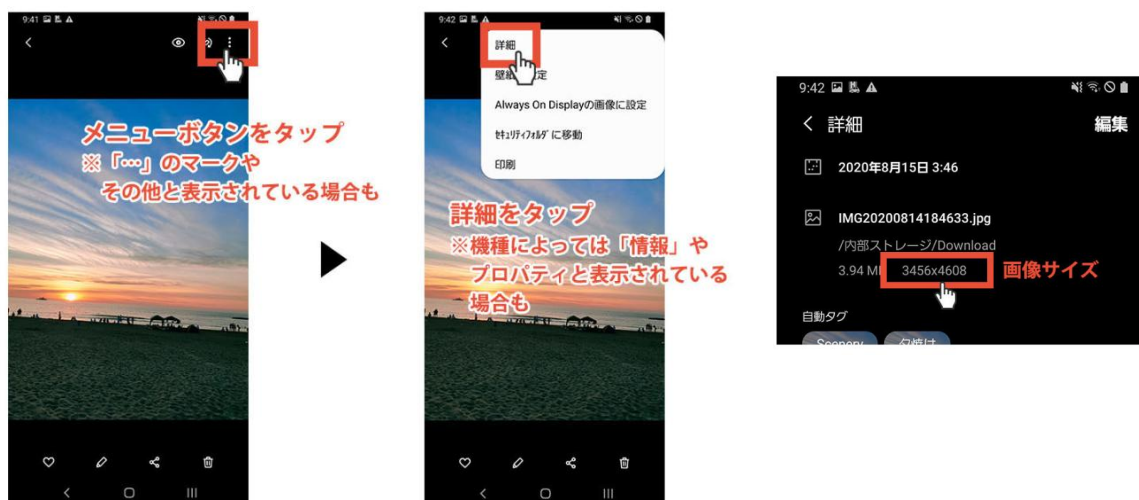 9:41
メニューボタンをタップ
※「…」のマークや
その他と表示されている場合も
9:42
詳細
壁紙 定
Always On Displayの画像に設定
ｾｷｭﾘﾃｨﾌｫﾙﾀﾞに移動
印刷
詳細をタップ
※機種によっては「情報」や
プロパティと表示されている
場合も
9:42
詳細
編集
2020年8月15日 3:46
IMG20200814184633.jpg
/内部ストレージ/Download
3.94 M
3456x4608
画像サイズ
自動タグ
Scenery
夕焼け